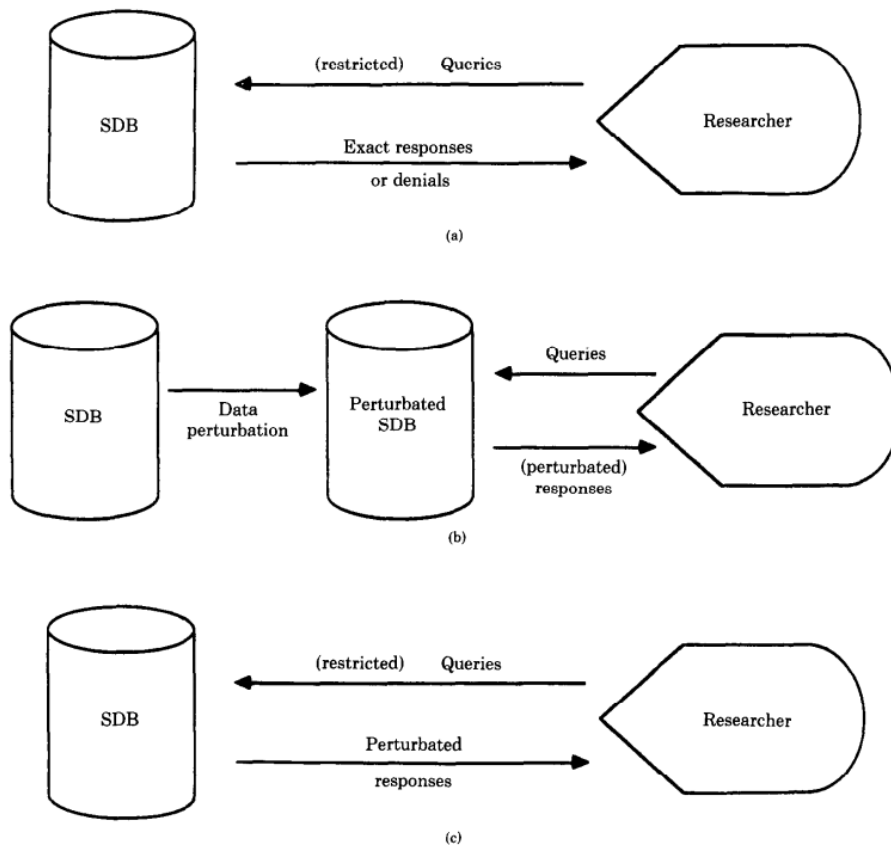 (restricted) Queries
SDB
Researcher
Exact responses
or denials
(a)
Queries
SDB
Data
perturbation
Perturbated
SDB
Researcher
(perturbated)
responses
(b)
(restricted) Queries
SDB
Researcher
Perturbated
responses
(c)